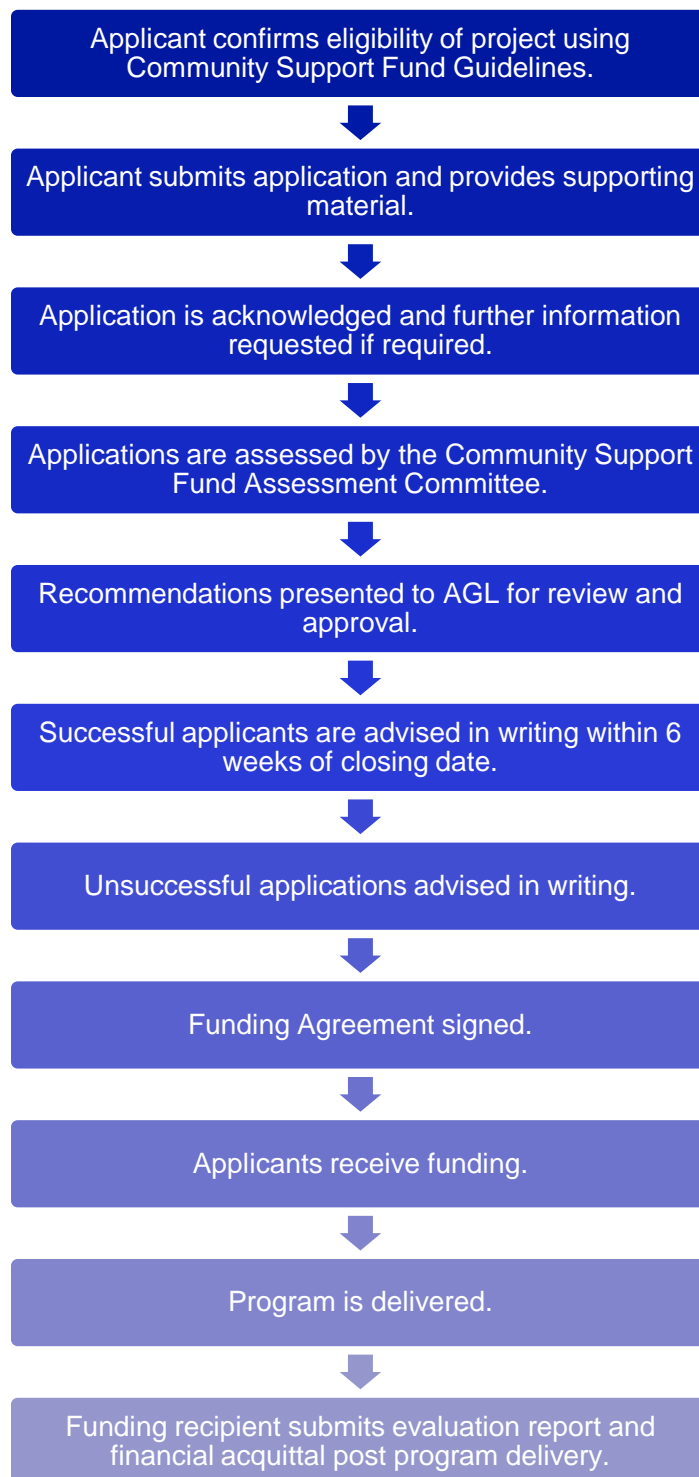 Applicant confirms eligibility of project using
Community Support Fund Guidelines.
Applicant submits application and provides supporting
material.
Application is acknowledged and further information
requested if required.
Applications are assessed by the Community Support
Fund Assessment Committee.
Recommendations presented to AGL for review and
approval.
Successful applicants are advised in writing within 6
weeks of closing date.
Unsuccessful applications advised in writing.
Funding Agreement signed.
Applicants receive funding.
Program is delivered.
Funding recipient submits evaluation report and
financial acquittal post program delivery.